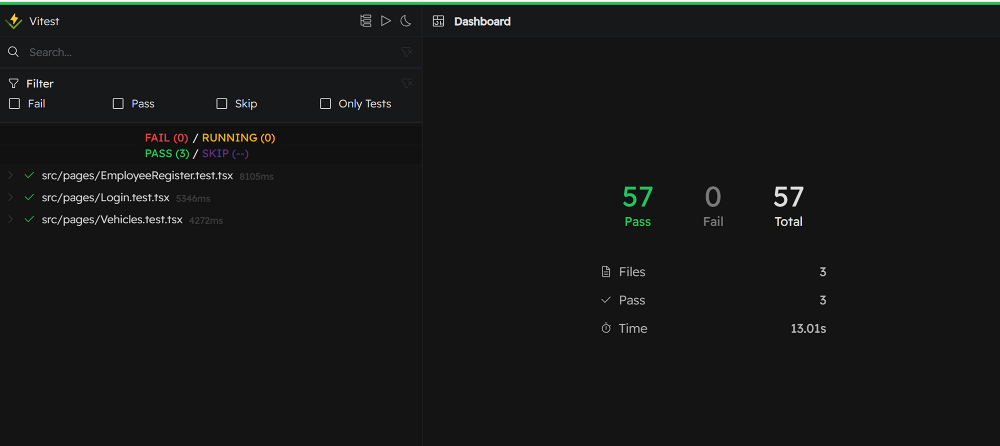 Vitest
Search...
Filter
Fail
Pass
Skip
Only Tests
FAIL (0) / RUNNING (0)
PASS (3) / SKIP (--)
src/pages/EmployeeRegister.test.tsx 8105ms
src/pages/Login.test.tsx 5346ms
src/pages/Vehicles.test.tsx 4272ms
Dashboard
57 0 57
Pass Fail Total
Files 3
Pass 3
Time 13.01s